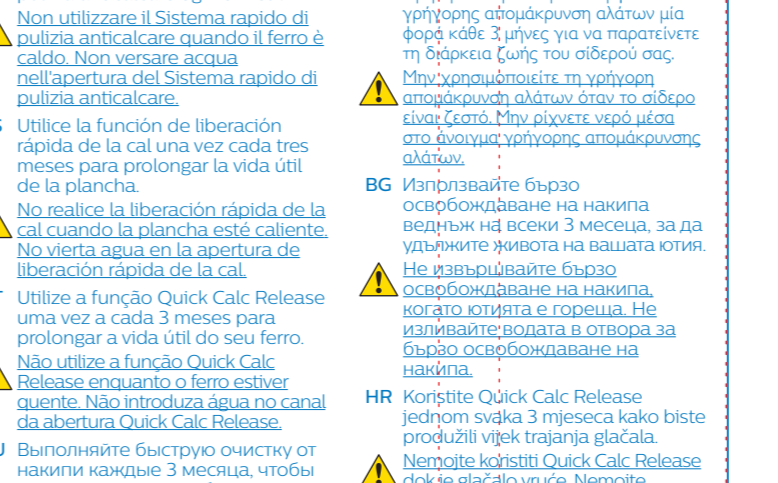 Non utilizzare il Sistema rapido di
pulizia anticalcare quando il ferro è
caldo. Non versare acqua
nell'apertura del Sistema rapido di
pulizia anticalcare.
Utilice la función de liberación
rápida de la cal una vez cada tres
meses para prolongar la vida útil
de la plancha.
No realice la liberación rápida de la
cal cuando la plancha esté caliente.
No vierta agua en la apertura de
liberación rápida de la cal.
Utilize a função Quick Calc Release
uma vez a cada 3 meses para
prolongar a vida útil do seu ferro.
Não utilize a função Quick Calc
Release enquanto o ferro estiver
quente. Não introduza água no canal
da abertura Quick Calc Release.
Выполняйте быструю очистку от
накипи каждые 3 месяца, чтобы
γρήγορης απομάκρυνση αλάτων μία
φορά κάθε 3 μήνες για να παρατείνετε
τη διάρκεια ζωής του σίδερού σας.
Μην χρησιμοποιείτε τη γρήγορη
απομάκρυνση αλάτων όταν το σίδερο
είναι ζεστό. Μην ρίχνετε νερό μέσα
στο άνοιγμα γρήγορης απομάκρυνσης
αλάτων.
BG Използвайте бързо
освобождаване на накипа
веднъж на всеки 3 месеца, за да
удължите живота на вашата ютия.
Не извършвайте бързо
освобождаване на накипа,
когато ютията е гореща. Не
изливайте водата в отвора за
бързо освобождаване на
накипа.
HR Koristite Quick Calc Release
jednom svaka 3 mjeseca kako biste
produžili vijek trajanja glačala.
Nemojte koristiti Quick Calc Release
dok je glačalo vruće. Nemojte